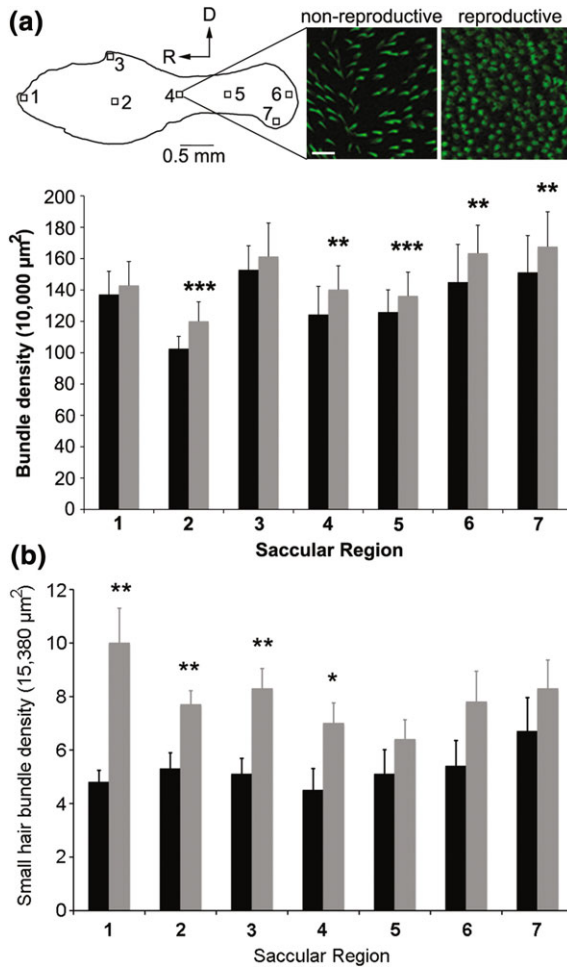 (a)
D
R
non-reproductive
reproductive
1
2
3
4
5
6
7
0.5 mm
Bundle density (10,000 µm²)
200
180
160
140
120
100
80
60
40
20
0
***
**
***
**
**
1 2 3 4 5 6 7
Saccular Region
(b)
Small hair bundle density (15,380 µm²)
12
10
8
6
4
2
0
**
**
**
*
1 2 3 4 5 6 7
Saccular Region